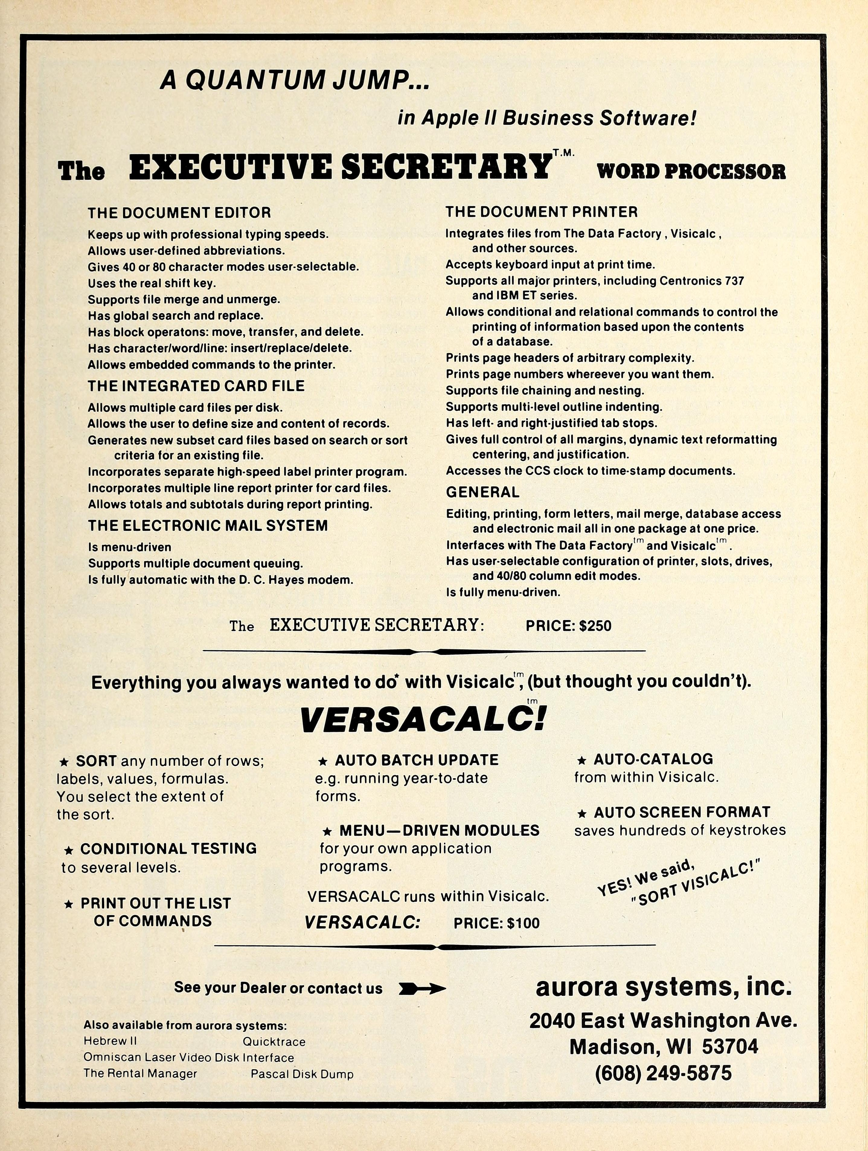 A QUANTUM JUMP...
in Apple II Business Software!
The EXECUTIVE SECRETARY T.M. WORD PROCESSOR
THE DOCUMENT EDITOR
Keeps up with professional typing speeds.
Allows user-defined abbreviations.
Gives 40 or 80 character modes user-selectable.
Uses the real shift key.
Supports file merge and unmerge.
Has global search and replace.
Has block operatons: move, transfer, and delete.
Has character/word/line: insert/replace/delete.
Allows embedded commands to the printer.
THE INTEGRATED CARD FILE
Allows multiple card files per disk.
Allows the user to define size and content of records.
Generates new subset card files based on search or sort
criteria for an existing file.
Incorporates separate high-speed label printer program.
Incorporates multiple line report printer for card files.
Allows totals and subtotals during report printing.
THE ELECTRONIC MAIL SYSTEM
Is menu-driven
Supports multiple document queuing.
Is fully automatic with the D. C. Hayes modem.
THE DOCUMENT PRINTER
Integrates files from The Data Factory , Visicalc ,
and other sources.
Accepts keyboard input at print time.
Supports all major printers, including Centronics 737
and IBM ET series.
Allows conditional and relational commands to control the
printing of information based upon the contents
of a database.
Prints page headers of arbitrary complexity.
Prints page numbers whereever you want them.
Supports file chaining and nesting.
Supports multi-level outline indenting.
Has left- and right-justified tab stops.
Gives full control of all margins, dynamic text reformatting
centering, and justification.
Accesses the CCS clock to time-stamp documents.
GENERAL
Editing, printing, form letters, mail merge, database access
and electronic mail all in one package at one price.
Interfaces with The Data Factory tm and Visicalc tm .
Has user-selectable configuration of printer, slots, drives,
and 40/80 column edit modes.
Is fully menu-driven.
The EXECUTIVE SECRETARY: PRICE: $250
Everything you always wanted to do* with Visicalc tm, (but thought you couldn't).
VERSACALC tm!
★ SORT any number of rows;
labels, values, formulas.
You select the extent of
the sort.
★ CONDITIONAL TESTING
to several levels.
★ PRINT OUT THE LIST
OF COMMANDS
★ AUTO BATCH UPDATE
e.g. running year-to-date
forms.
★ MENU—DRIVEN MODULES
for your own application
programs.
VERSACALC runs within Visicalc.
VERSACALC: PRICE: $100
★ AUTO-CATALOG
from within Visicalc.
★ AUTO SCREEN FORMAT
saves hundreds of keystrokes
YES! We said,
"SORT VISICALC!"
See your Dealer or contact us
aurora systems, inc.
2040 East Washington Ave.
Madison, WI 53704
(608) 249-5875
Also available from aurora systems:
Hebrew II Quicktrace
Omniscan Laser Video Disk Interface
The Rental Manager Pascal Disk Dump